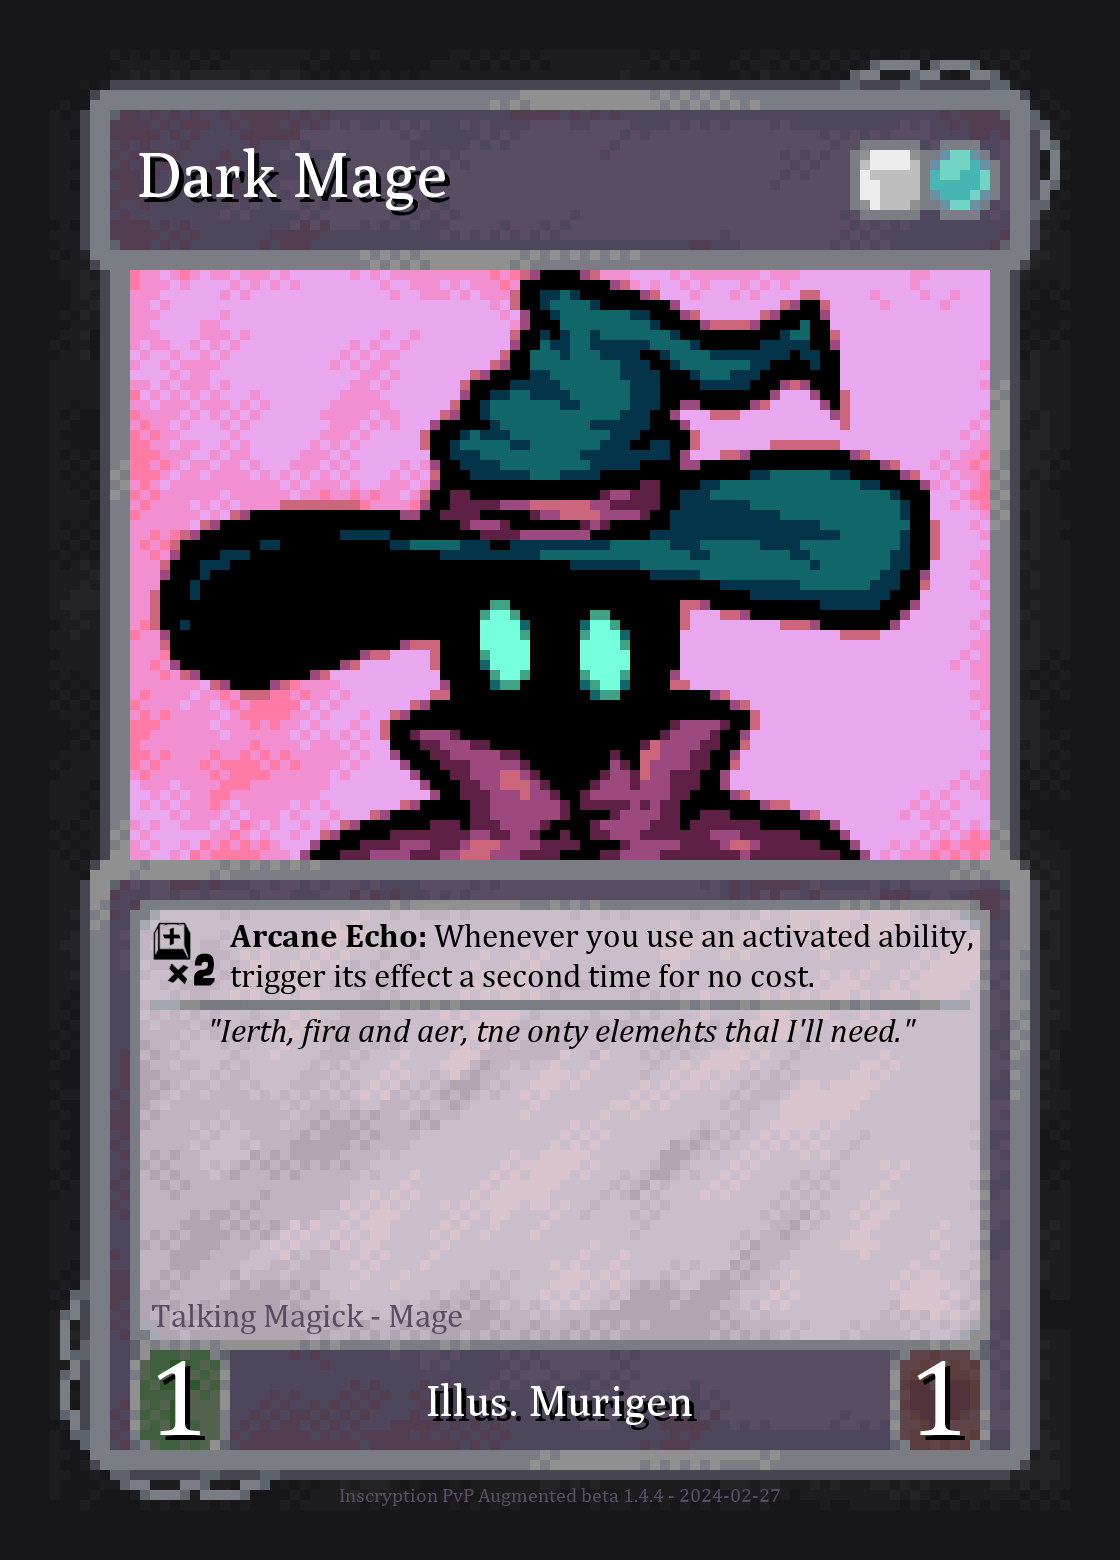 Dark Mage
×2
Arcane Echo: Whenever you use an activated ability,
trigger its effect a second time for no cost.
"Ierth, fira and aer, tne onty elemehts thal I'll need."
Talking Magick - Mage
1
Illus. Murigen
1
Inscryption PvP Augmented beta 1.4.4 - 2024-02-27